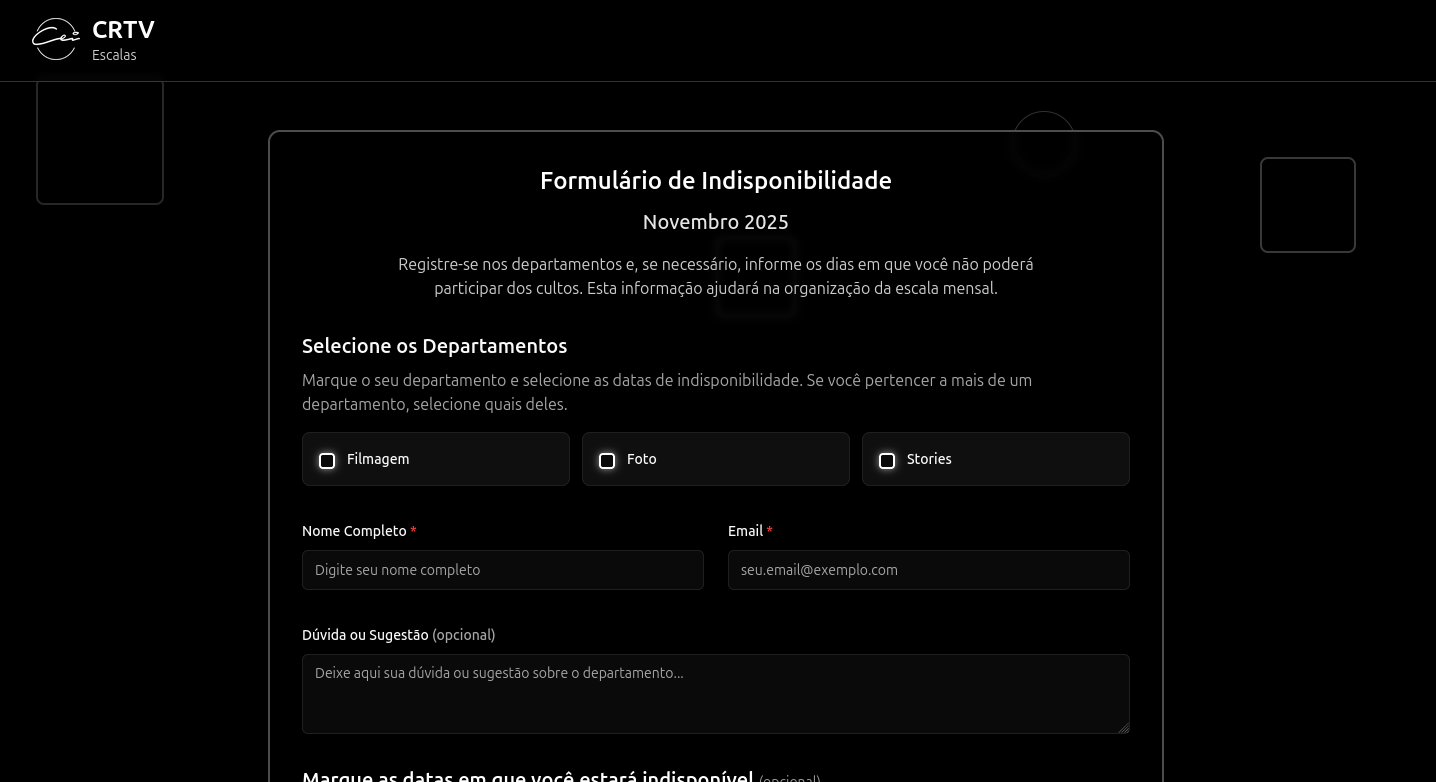 Cei
CRTV
Escalas
Formulário de Indisponibilidade
Novembro 2025
Registre-se nos departamentos e, se necessário, informe os dias em que você não poderá
participar dos cultos. Esta informação ajudará na organização da escala mensal.
Selecione os Departamentos
Marque o seu departamento e selecione as datas de indisponibilidade. Se você pertencer a mais de um
departamento, selecione quais deles.
Filmagem
Foto
Stories
Nome Completo *
Email *
Digite seu nome completo
seu.email@exemplo.com
Dúvida ou Sugestão (opcional)
Deixe aqui sua dúvida ou sugestão sobre o departamento...
Marque as datas em que você estará indisponível (opcional)